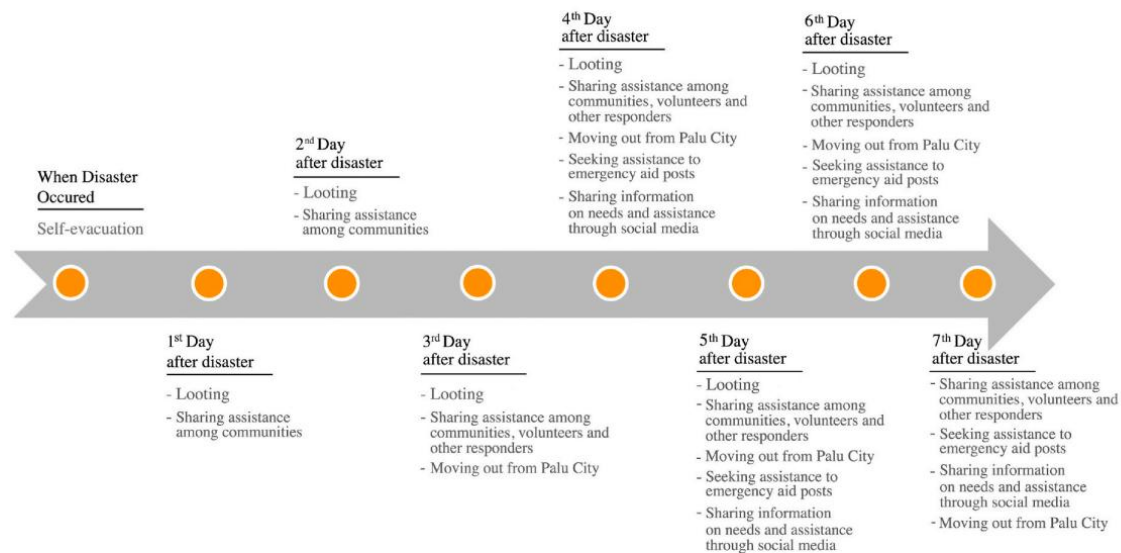 When Disaster
Occured
Self-evacuation
1st Day
after disaster
- Looting
- Sharing assistance
among communities
2nd Day
after disaster
- Looting
- Sharing assistance
among communities
3rd Day
after disaster
- Looting
- Sharing assistance among
communities, volunteers and
other responders
- Moving out from Palu City
4th Day
after disaster
- Looting
- Sharing assistance among
communities, volunteers and
other responders
- Moving out from Palu City
- Seeking assistance to
emergency aid posts
- Sharing information
on needs and assistance
through social media
5th Day
after disaster
- Looting
- Sharing assistance among
communities, volunteers and
other responders
- Moving out from Palu City
- Seeking assistance to
emergency aid posts
- Sharing information
on needs and assistance
through social media
6th Day
after disaster
- Looting
- Sharing assistance among
communities, volunteers and
other responders
- Moving out from Palu City
- Seeking assistance to
emergency aid posts
- Sharing information
on needs and assistance
through social media
7th Day
after disaster
- Sharing assistance among
communities, volunteers and
other responders
- Seeking assistance to
emergency aid posts
- Sharing information
on needs and assistance
through social media
- Moving out from Palu City